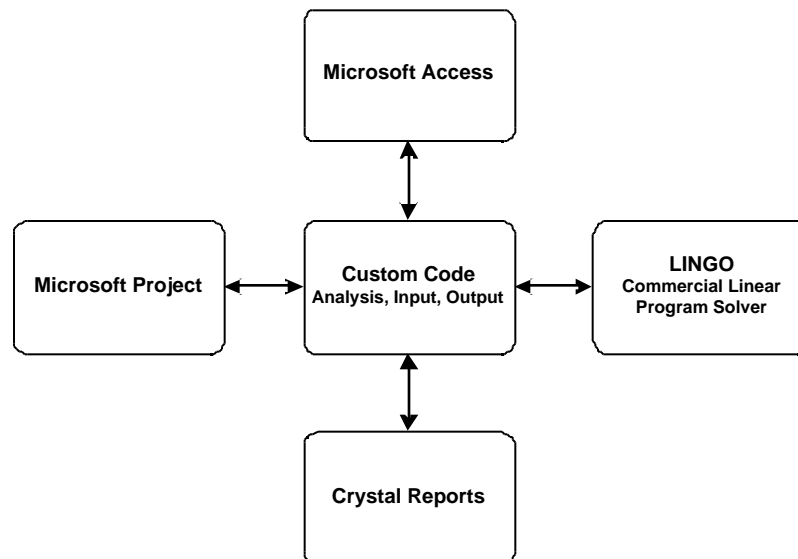 Microsoft Access
Microsoft Project
Custom Code
Analysis, Input, Output
LINGO
Commercial Linear
Program Solver
Crystal Reports